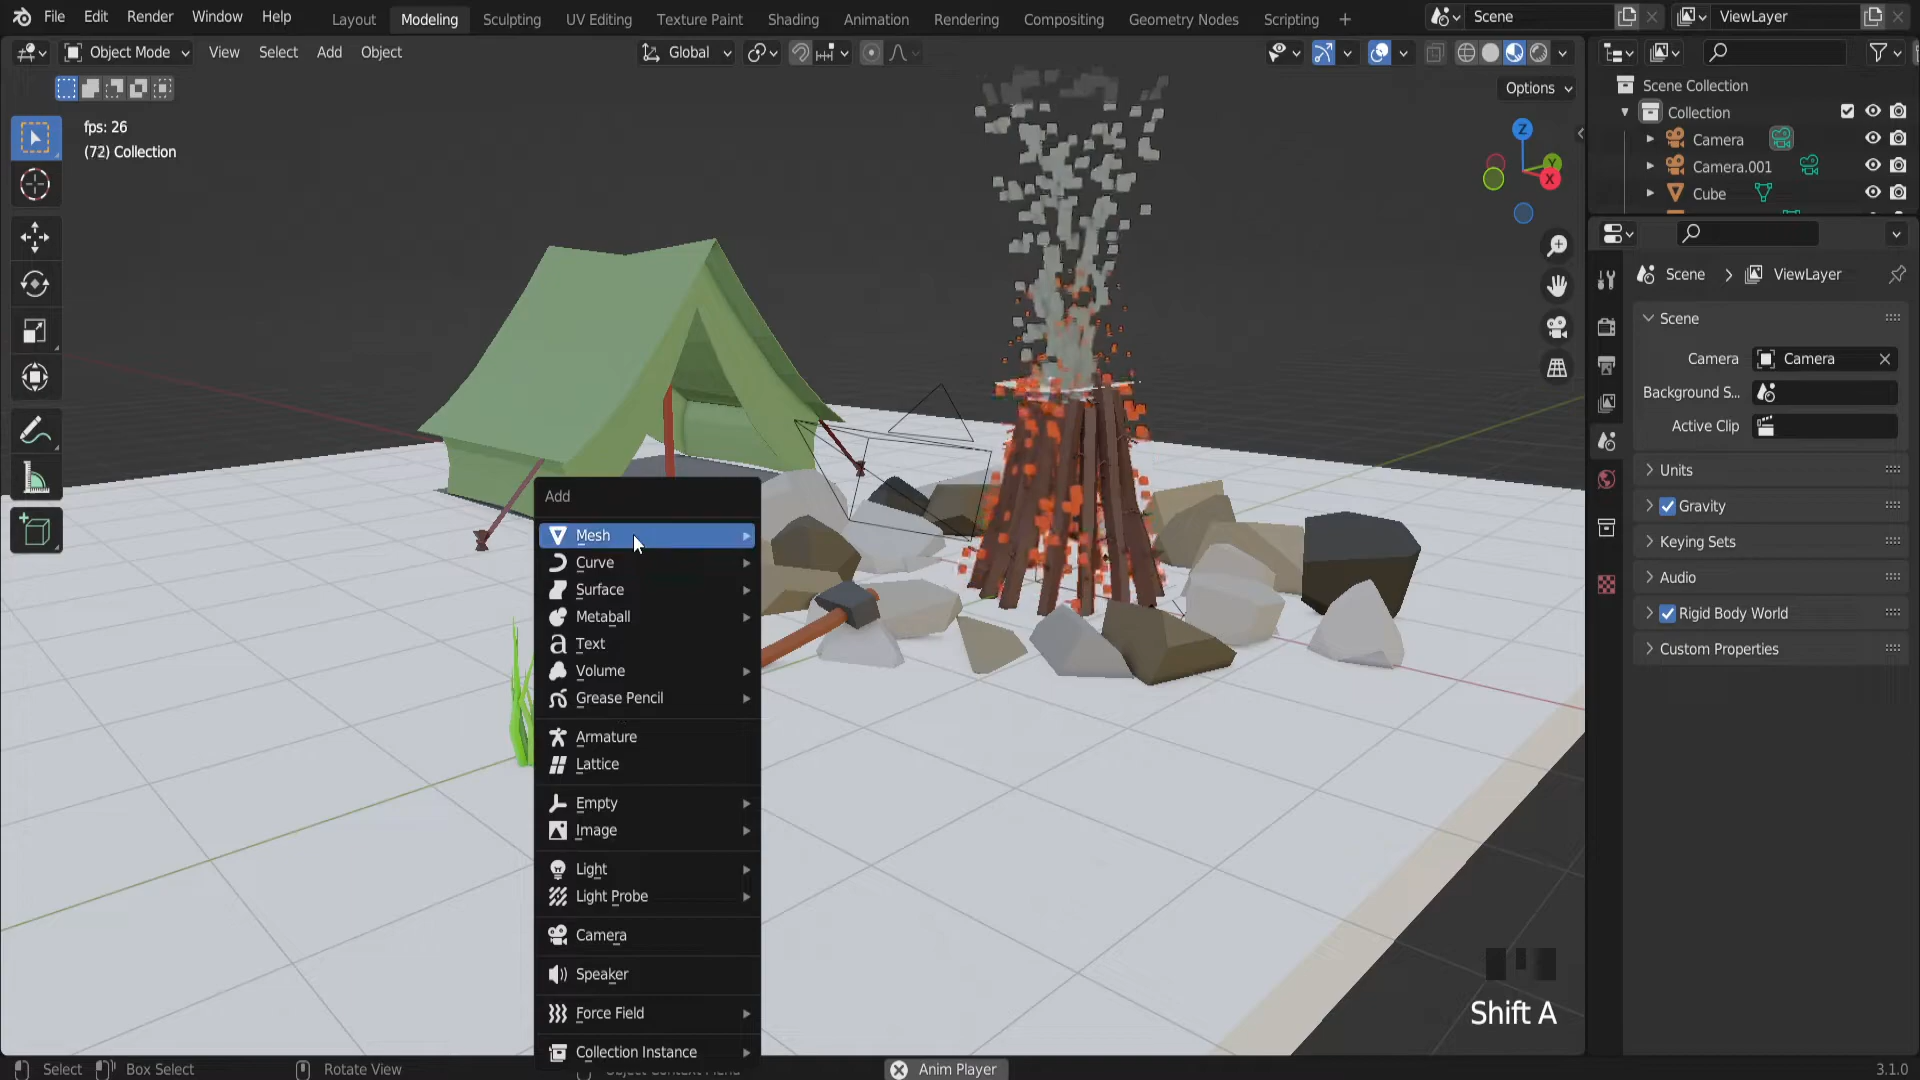 File Edit Render Window Help
Layout Modeling Sculpting UV Editing Texture Paint Shading Animation Rendering Compositing Geometry Nodes Scripting +
Scene
ViewLayer
Object Mode View Select Add Object
Global
Options
fps: 26
(72) Collection
Z
Y
X
Scene Collection
Collection
Camera
Camera.001
Cube
Scene > ViewLayer
Scene
Camera Camera
Background S...
Active Clip
Units
Gravity
Keying Sets
Audio
Rigid Body World
Custom Properties
Add
Mesh
Curve
Surface
Metaball
Text
Volume
Grease Pencil
Armature
Lattice
Empty
Image
Light
Light Probe
Camera
Speaker
Force Field
Collection Instance
Shift A
Select Box Select Rotate View Object Context Menu Anim Player 3.1.0